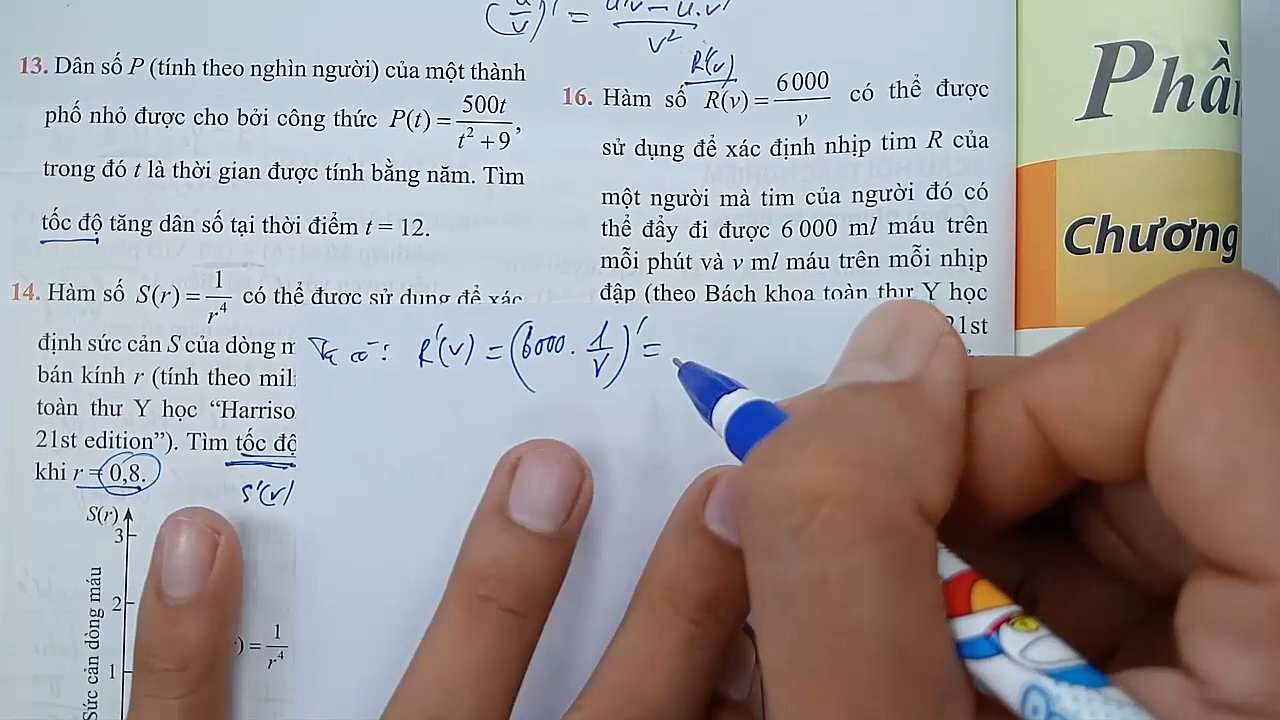 (u/v)' = u'v - u.v' / v²
13. Dân số P (tính theo nghìn người) của một thành
phố nhỏ được cho bởi công thức P(t) = 500t / t² + 9,
trong đó t là thời gian được tính bằng năm. Tìm
tốc độ tăng dân số tại thời điểm t = 12.
14. Hàm số S(r) = 1 / r⁴ có thể được sử dụng để xác
định sức cản S của dòng m
bán kính r (tính theo mili
toàn thư Y học “Harriso
21st edition”). Tìm tốc độ
khi r = 0,8.
S'(r)
S(r)
3
2
1
Sức cản dòng máu
) = 1 / r⁴
R'(v)
16. Hàm số R(v) = 6 000 / v có thể được
sử dụng để xác định nhịp tim R của
một người mà tim của người đó có
thể đẩy đi được 6 000 ml máu trên
mỗi phút và v ml máu trên mỗi nhịp
đập (theo Bách khoa toàn thư Y học
21st
Ta có: R'(v) = (6000 . 1/v)' =
Phần
Chương